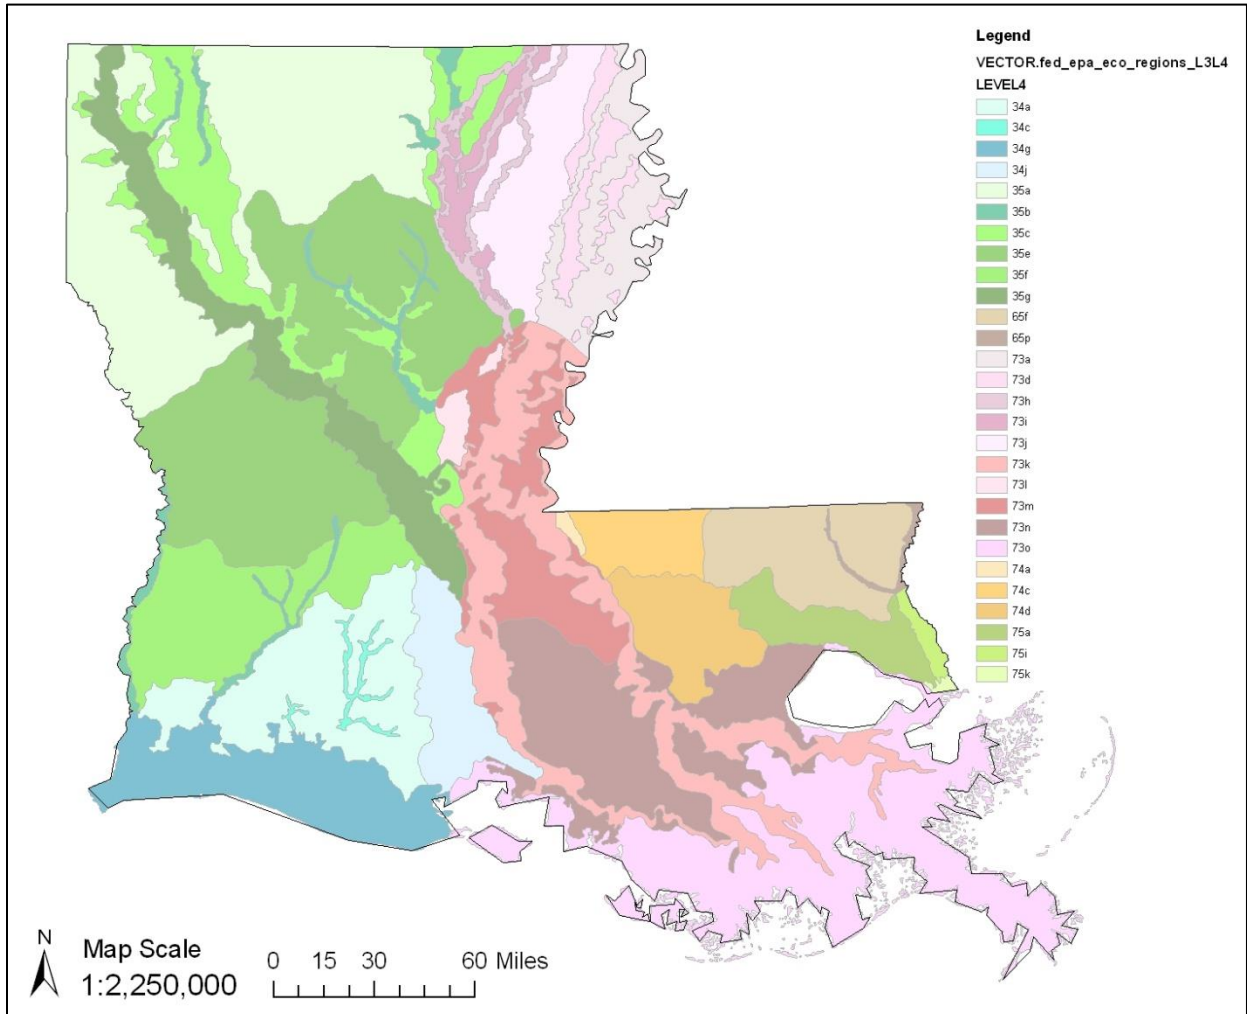 Legend
VECTOR.fed_epa_eco_regions_L3L4
LEVEL4
34a
34c
34g
34j
35a
35b
35c
35e
35f
35g
65f
65p
73a
73d
73h
73i
73j
73k
73l
73m
73n
73o
74a
74c
74d
75a
75i
75k
N
Map Scale
1:2,250,000
0 15 30 60 Miles